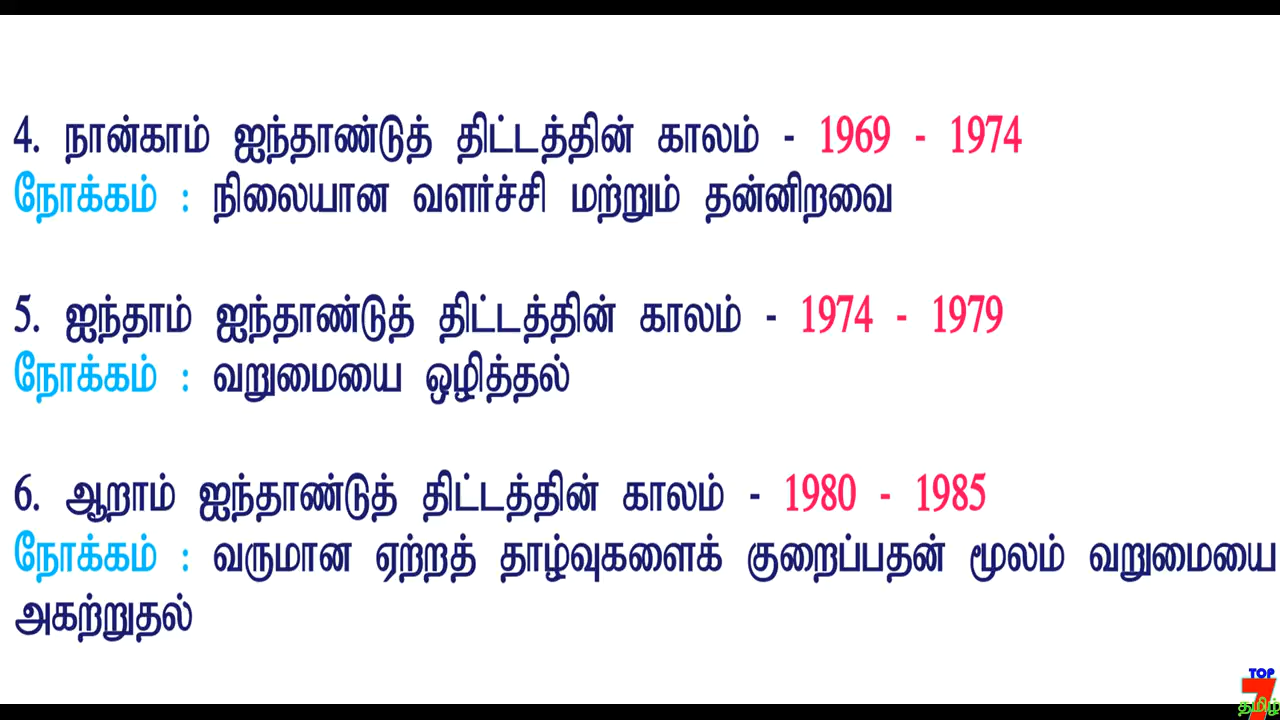 4. நான்காம் ஐந்தாண்டுத் திட்டத்தின் காலம் - 1969 - 1974
நோக்கம் : நிலையான வளர்ச்சி மற்றும் தன்னிறவை
5. ஐந்தாம் ஐந்தாண்டுத் திட்டத்தின் காலம் - 1974 - 1979
நோக்கம் : வறுமையை ஒழித்தல்
6. ஆறாம் ஐந்தாண்டுத் திட்டத்தின் காலம் - 1980 - 1985
நோக்கம் : வருமான ஏற்றத் தாழ்வுகளைக் குறைப்பதன் மூலம் வறுமையை
அகற்றுதல்
TOP
7
தமிழ்